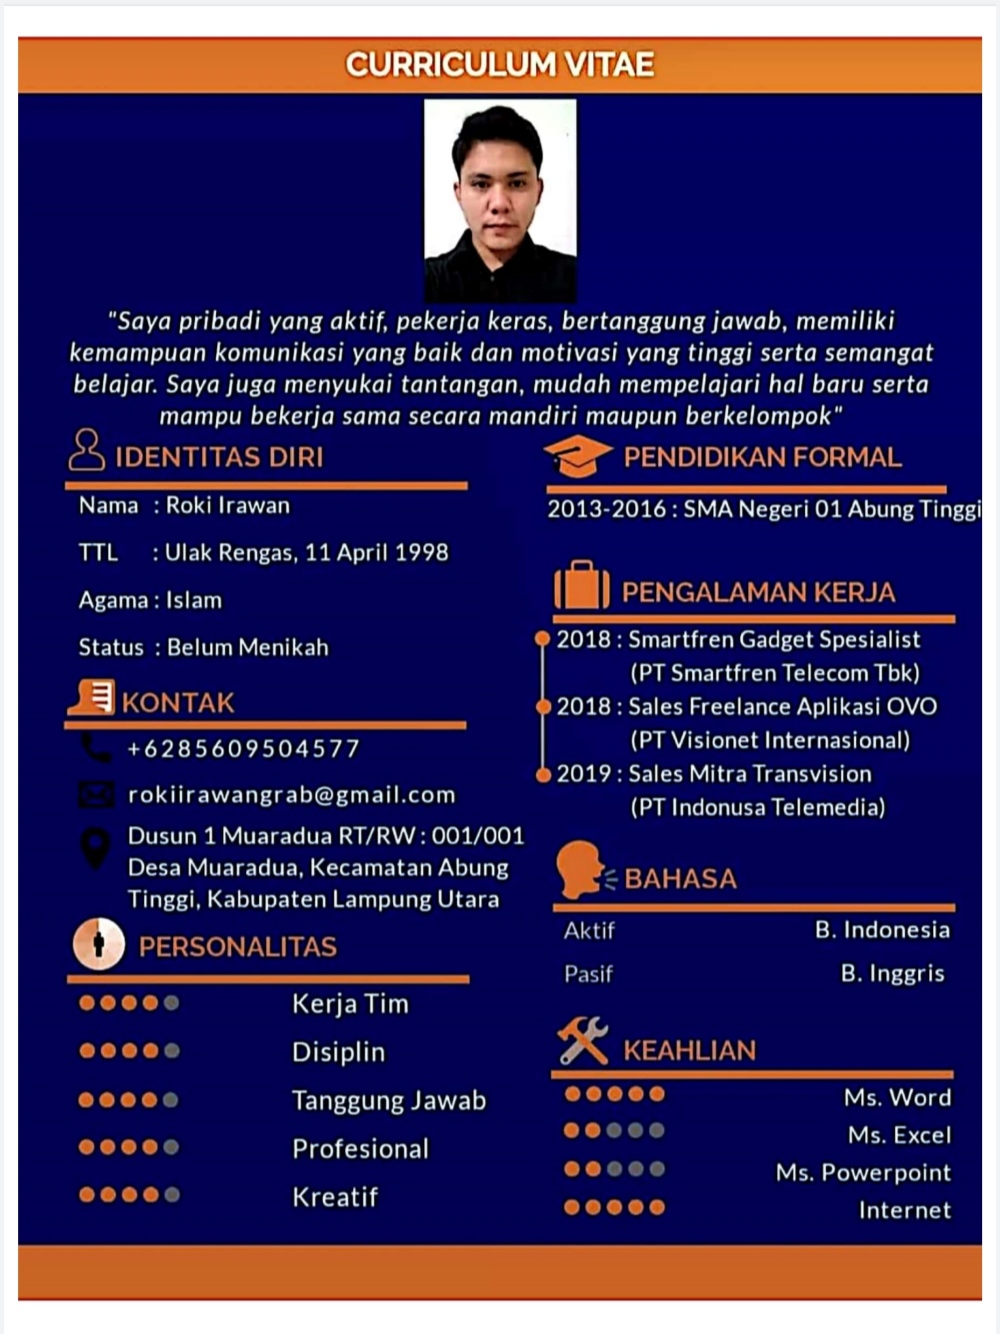 CURRICULUM VITAE
"Saya pribadi yang aktif, pekerja keras, bertanggung jawab, memiliki
kemampuan komunikasi yang baik dan motivasi yang tinggi serta semangat
belajar. Saya juga menyukai tantangan, mudah mempelajari hal baru serta
mampu bekerja sama secara mandiri maupun berkelompok"
IDENTITAS DIRI
Nama : Roki Irawan
TTL : Ulak Rengas, 11 April 1998
Agama : Islam
Status : Belum Menikah
KONTAK
+6285609504577
rokiirawangrab@gmail.com
Dusun 1 Muaradua RT/RW : 001/001
Desa Muaradua, Kecamatan Abung
Tinggi, Kabupaten Lampung Utara
PERSONALITAS
Kerja Tim
Disiplin
Tanggung Jawab
Profesional
Kreatif
PENDIDIKAN FORMAL
2013-2016 : SMA Negeri 01 Abung Tinggi
PENGALAMAN KERJA
2018 : Smartfren Gadget Spesialist
(PT Smartfren Telecom Tbk)
2018 : Sales Freelance Aplikasi OVO
(PT Visionet Internasional)
2019 : Sales Mitra Transvision
(PT Indonusa Telemedia)
BAHASA
Aktif B. Indonesia
Pasif B. Inggris
KEAHLIAN
Ms. Word
Ms. Excel
Ms. Powerpoint
Internet